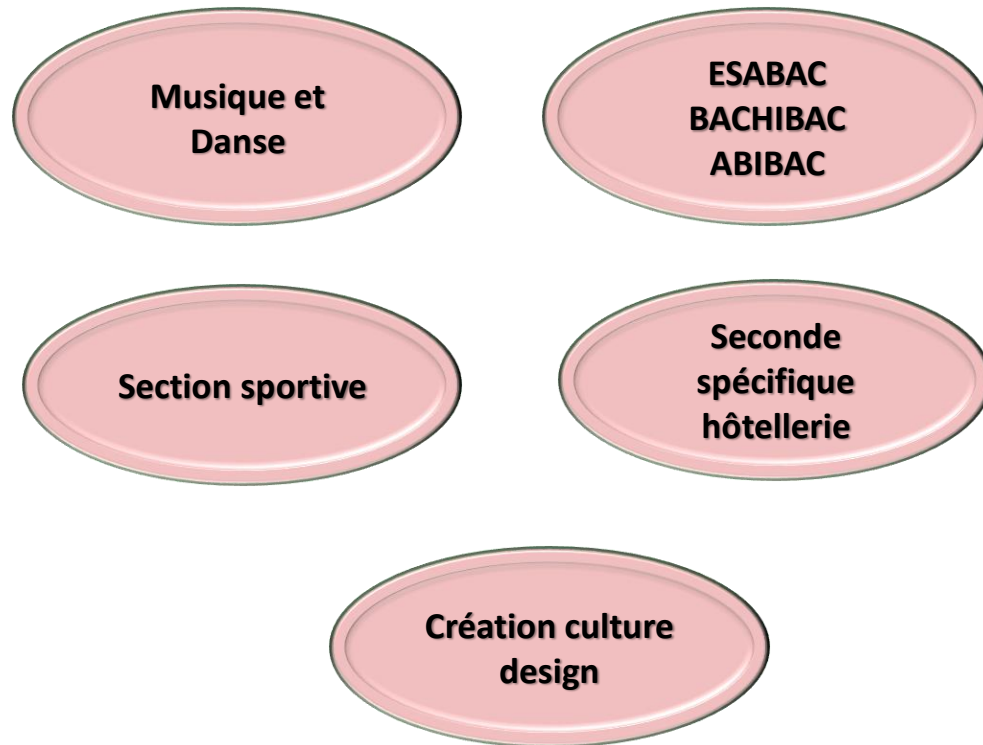 Musique et
Danse
ESABAC
BACHIBAC
ABIBAC
Section sportive
Seconde
spécifique
hôtellerie
Création culture
design